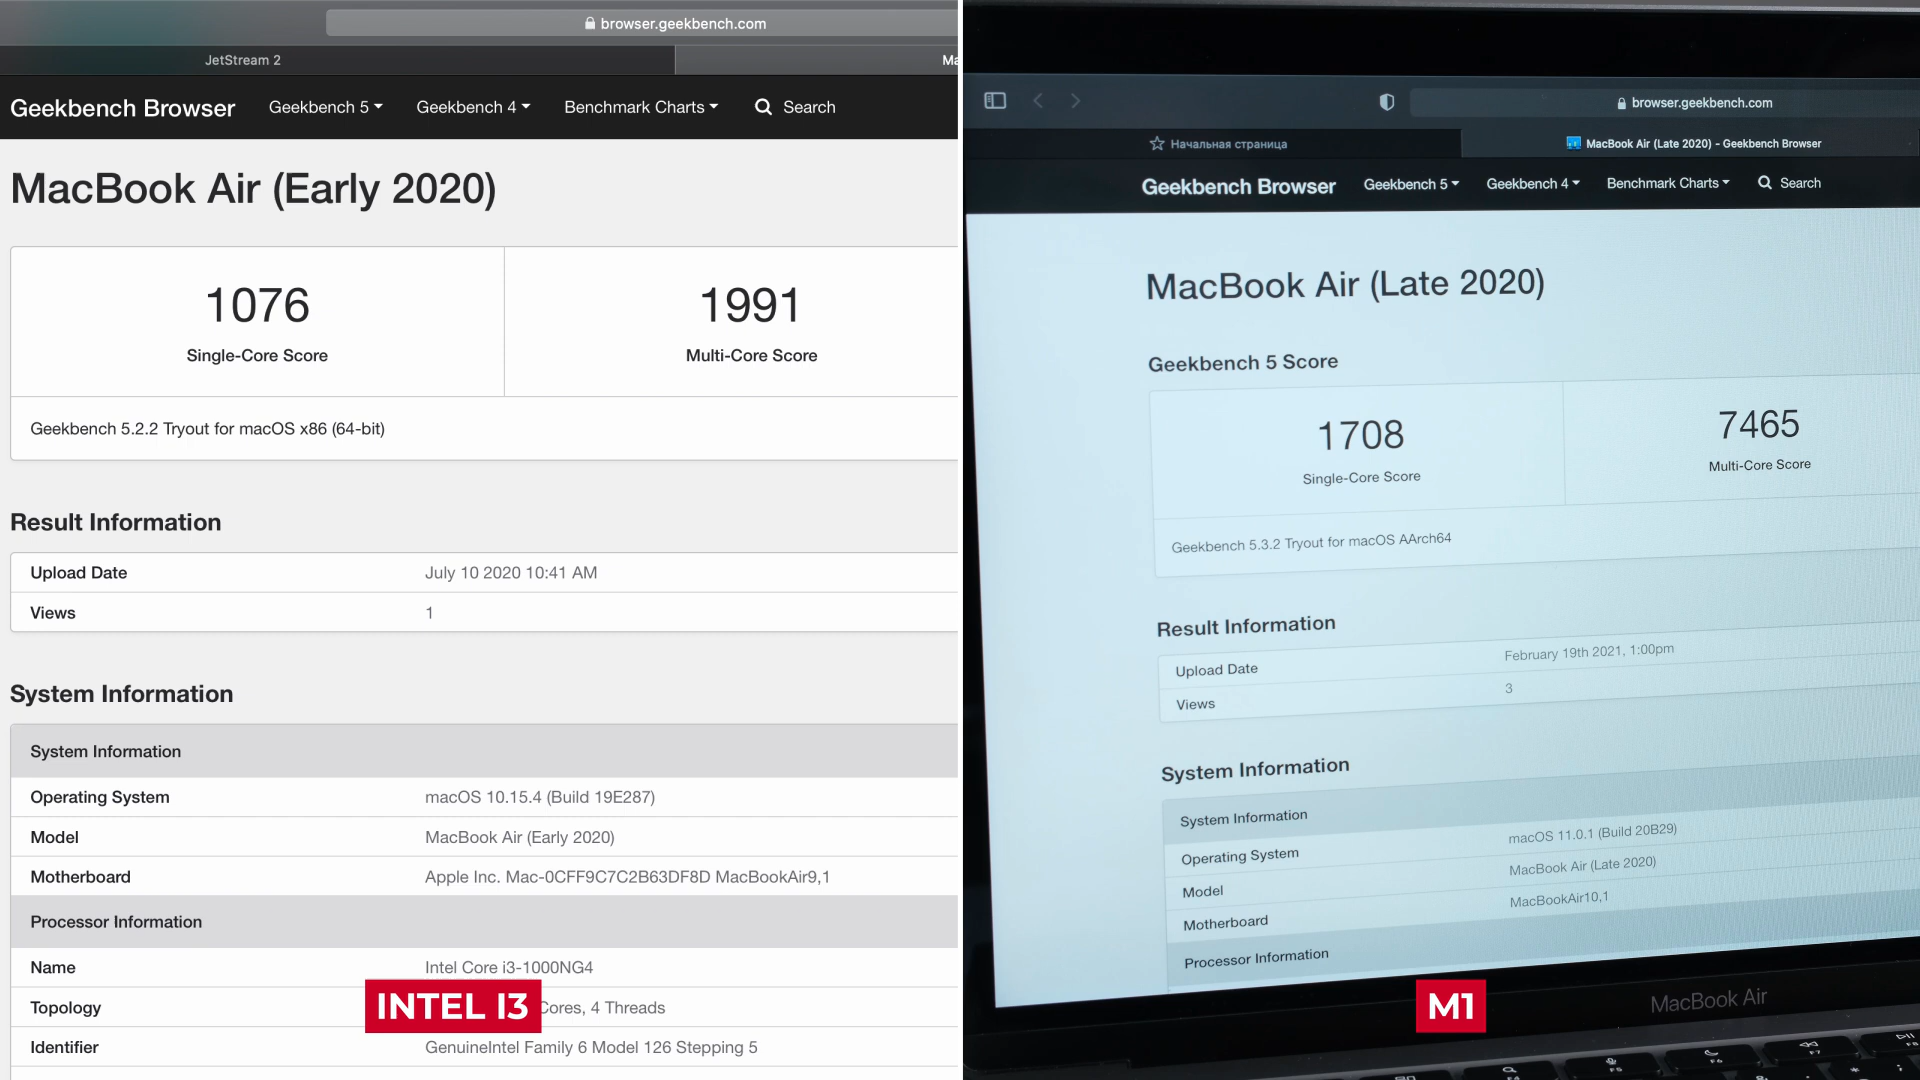 browser.geekbench.com
JetStream 2
Geekbench Browser Geekbench 5 Geekbench 4 Benchmark Charts Search
MacBook Air (Early 2020)
1076 1991
Single-Core Score Multi-Core Score
Geekbench 5.2.2 Tryout for macOS x86 (64-bit)
Result Information
Upload Date July 10 2020 10:41 AM
Views 1
System Information
System Information
Operating System macOS 10.15.4 (Build 19E287)
Model MacBook Air (Early 2020)
Motherboard Apple Inc. Mac-0CFF9C7C2B63DF8D MacBookAir9,1
Processor Information
Name Intel Core i3-1000NG4
Topology Cores, 4 Threads
Identifier GenuineIntel Family 6 Model 126 Stepping 5
INTEL I3
browser.geekbench.com
Начальная страница MacBook Air (Late 2020) - Geekbench Browser
Geekbench Browser Geekbench 5 Geekbench 4 Benchmark Charts Search
MacBook Air (Late 2020)
Geekbench 5 Score
1708 7465
Single-Core Score Multi-Core Score
Geekbench 5.3.2 Tryout for macOS AArch64
Result Information
Upload Date February 19th 2021, 1:00pm
Views 3
System Information
System Information
Operating System macOS 11.0.1 (Build 20B29)
Model MacBook Air (Late 2020)
Motherboard MacBookAir10,1
Processor Information
M1
MacBook Air
F4 F5 F6 F7 F8